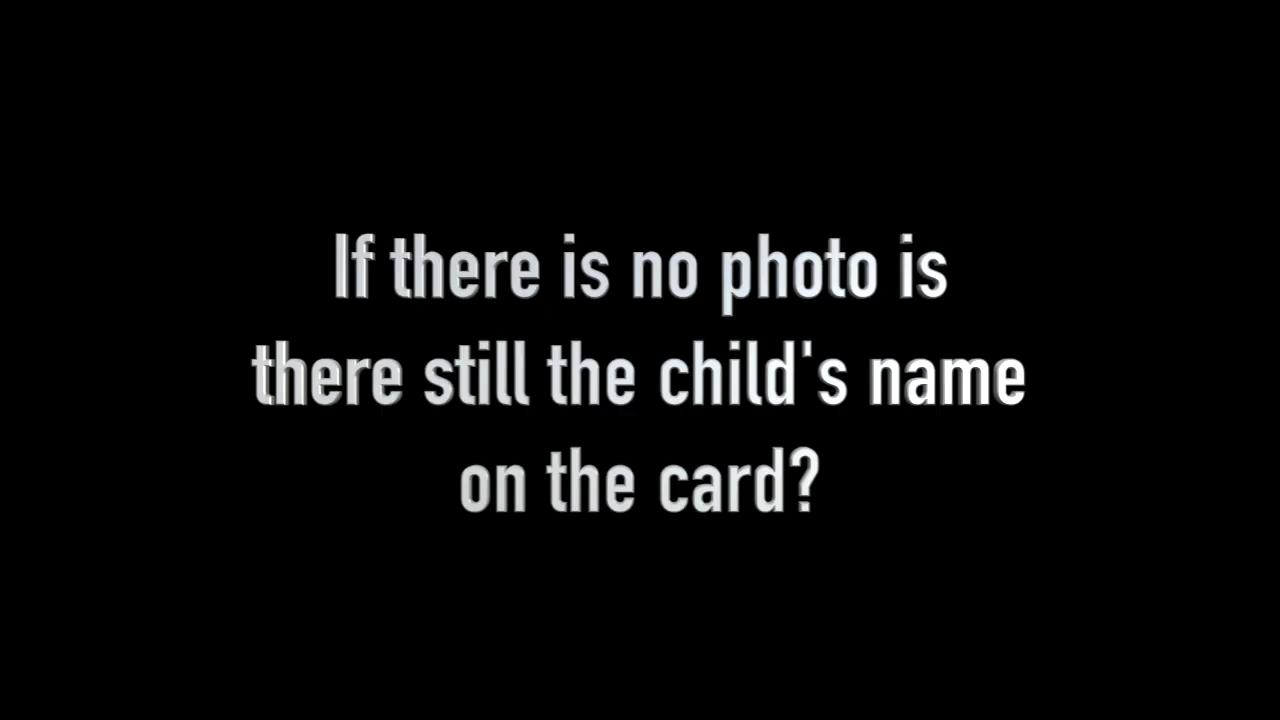 If there is no photo is
there still the child's name
on the card?